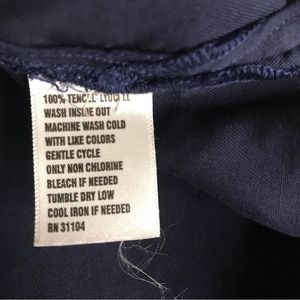 100% TENCEL LYOCELL
WASH INSIDE OUT
MACHINE WASH COLD
WITH LIKE COLORS
GENTLE CYCLE
ONLY NON CHLORINE
BLEACH IF NEEDED
TUMBLE DRY LOW
COOL IRON IF NEEDED
RN 31104